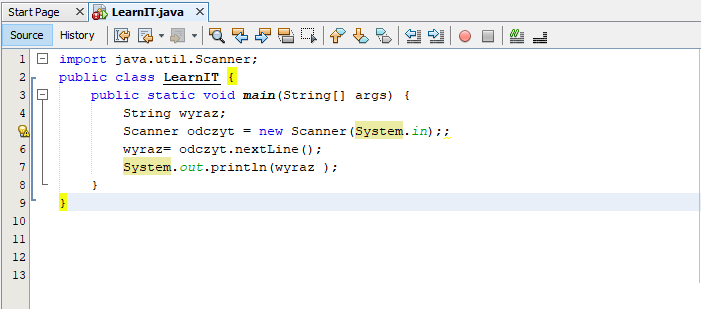 Start Page
LearnIT.java
Source History
1 import java.util.Scanner;
2 public class LearnIT {
3 public static void main(String[] args) {
4 String wyraz;
Scanner odczyt = new Scanner(System.in);;
6 wyraz= odczyt.nextLine();
7 System.out.println(wyraz );
8 }
9 }
10
11
12
13